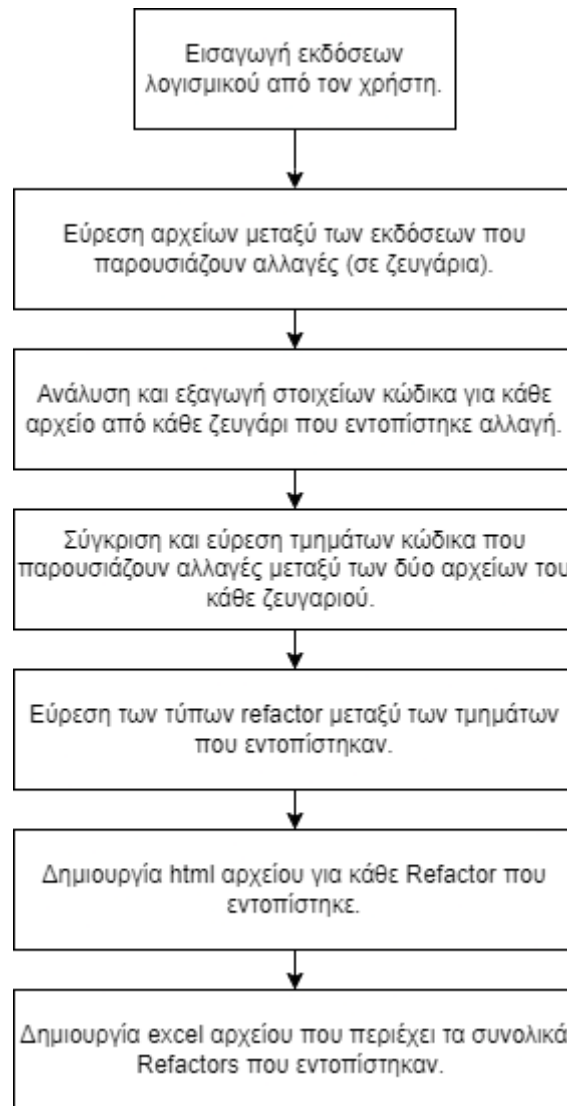 Εισαγωγή εκδόσεων
λογισμικού από τον χρήστη.
Εύρεση αρχείων μεταξύ των εκδόσεων που
παρουσιάζουν αλλαγές (σε ζευγάρια).
Ανάλυση και εξαγωγή στοιχείων κώδικα για κάθε
αρχείο από κάθε ζευγάρι που εντοπίστηκε αλλαγή.
Σύγκριση και εύρεση τμημάτων κώδικα που
παρουσιάζουν αλλαγές μεταξύ των δύο αρχείων του
κάθε ζευγαριού.
Εύρεση των τύπων refactor μεταξύ των τμημάτων
που εντοπίστηκαν.
Δημιουργία html αρχείου για κάθε Refactor που
εντοπίστηκε.
Δημιουργία excel αρχείου που περιέχει τα συνολικά
Refactors που εντοπίστηκαν.